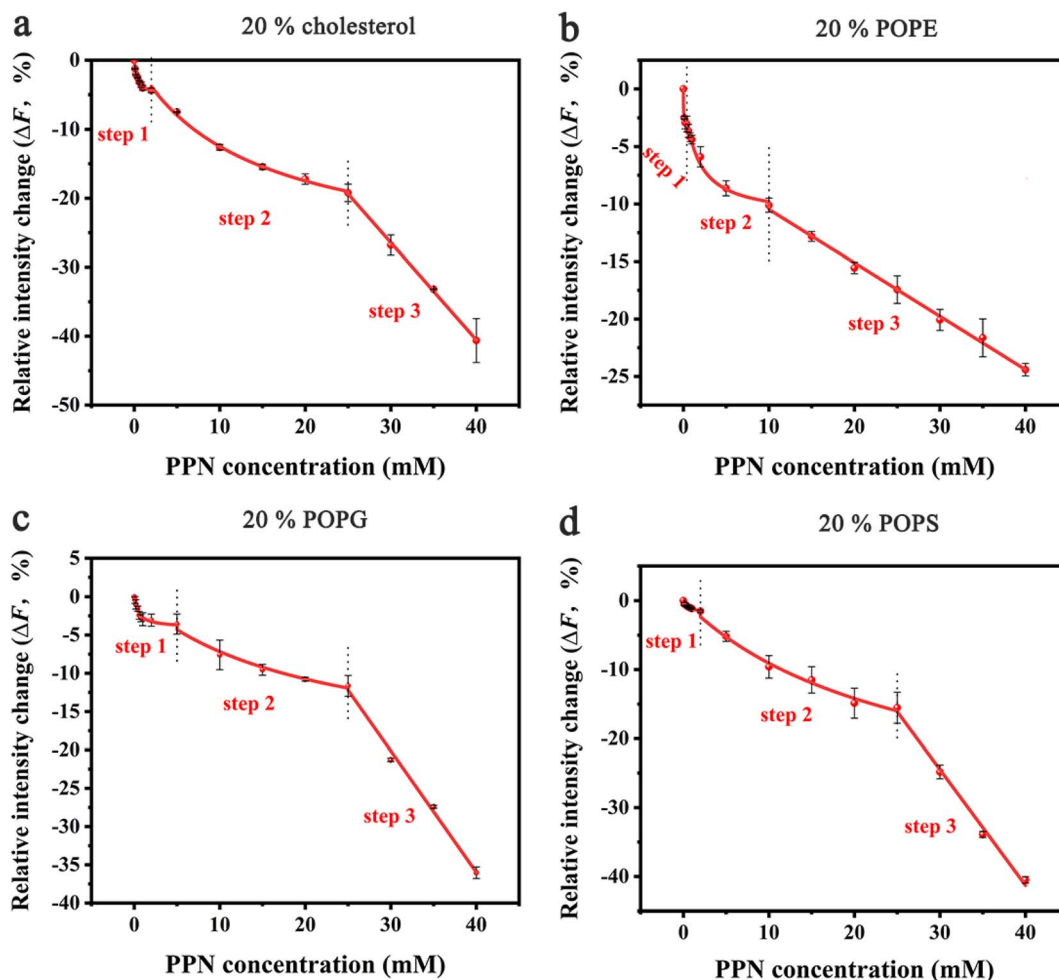 a
20 % cholesterol
Relative intensity change (ΔF, %)
0
-10
-20
-30
-40
-50
step 1
step 2
step 3
0 10 20 30 40
PPN concentration (mM)
b
20 % POPE
Relative intensity change (ΔF, %)
0
-5
-10
-15
-20
-25
step 1
step 2
step 3
0 10 20 30 40
PPN concentration (mM)
c
20 % POPG
Relative intensity change (ΔF, %)
5
0
-5
-10
-15
-20
-25
-30
-35
-40
step 1
step 2
step 3
0 10 20 30 40
PPN concentration (mM)
d
20 % POPS
Relative intensity change (ΔF, %)
0
-10
-20
-30
-40
step 1
step 2
step 3
0 10 20 30 40
PPN concentration (mM)